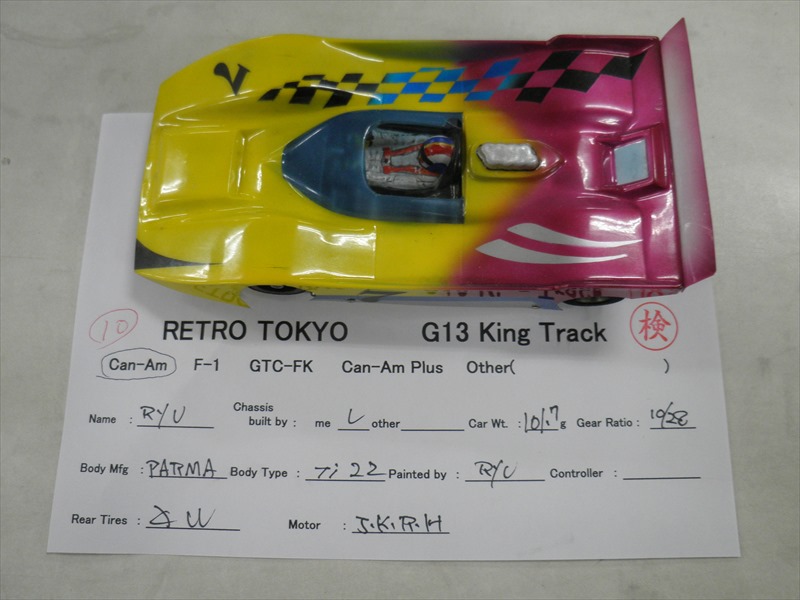 10 RETRO TOKYO G13 King Track 検
Can-Am F-1 GTC-FK Can-Am Plus Other( )
Name : RYU Chassis built by : me other Car Wt. : 101.7 g Gear Ratio : 10/28
Body Mfg : PARMA Body Type : Ti 22 Painted by : RYU Controller :
Rear Tires : Motor : J.K.R.H